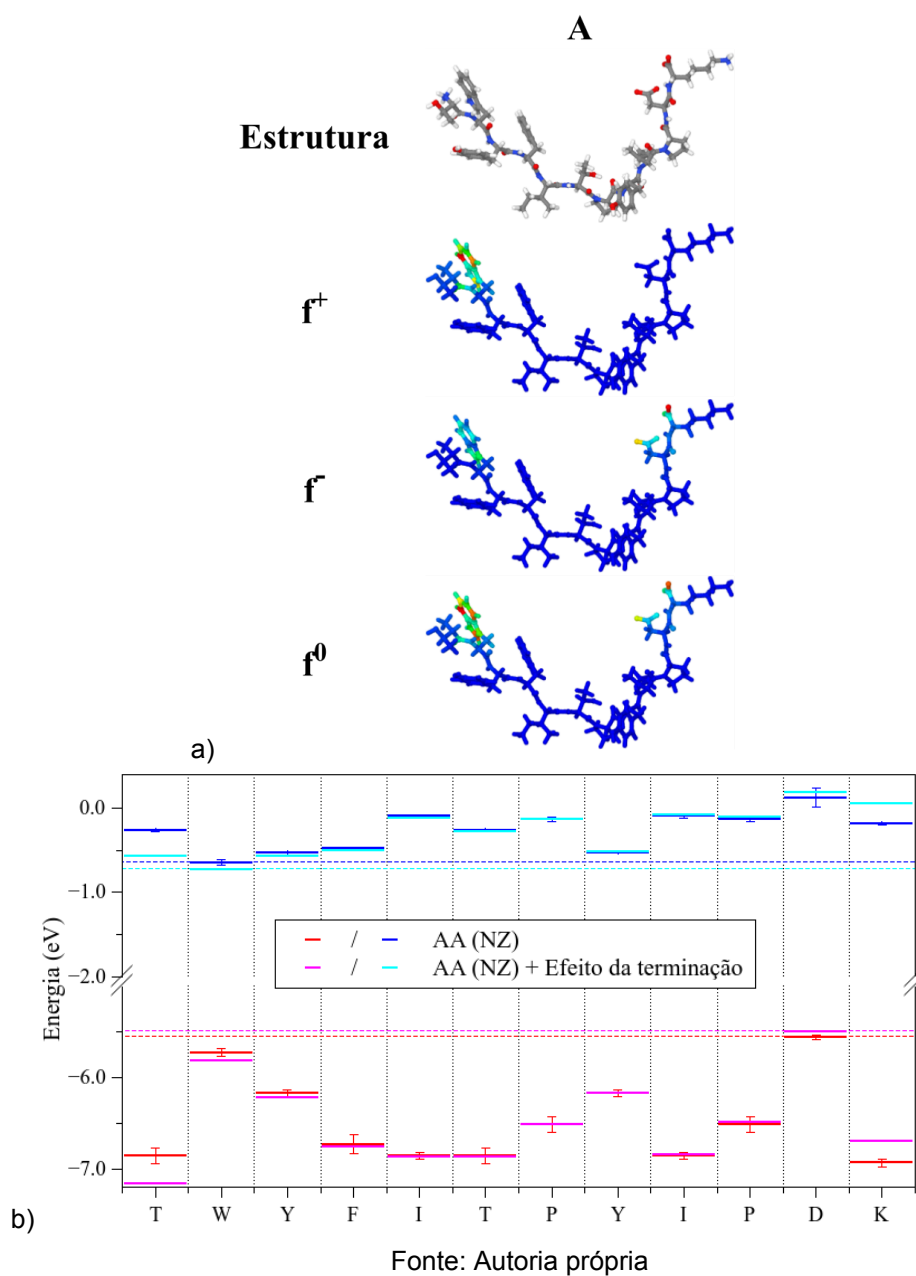 A
Estrutura
f+
f-
f0
a)
0.0
−1.0
−2.0
−6.0
−7.0
Energia (eV)
/ AA (NZ)
/ AA (NZ) + Efeito da terminação
T W Y F I T P Y I P D K
b)
Fonte: Autoria própria